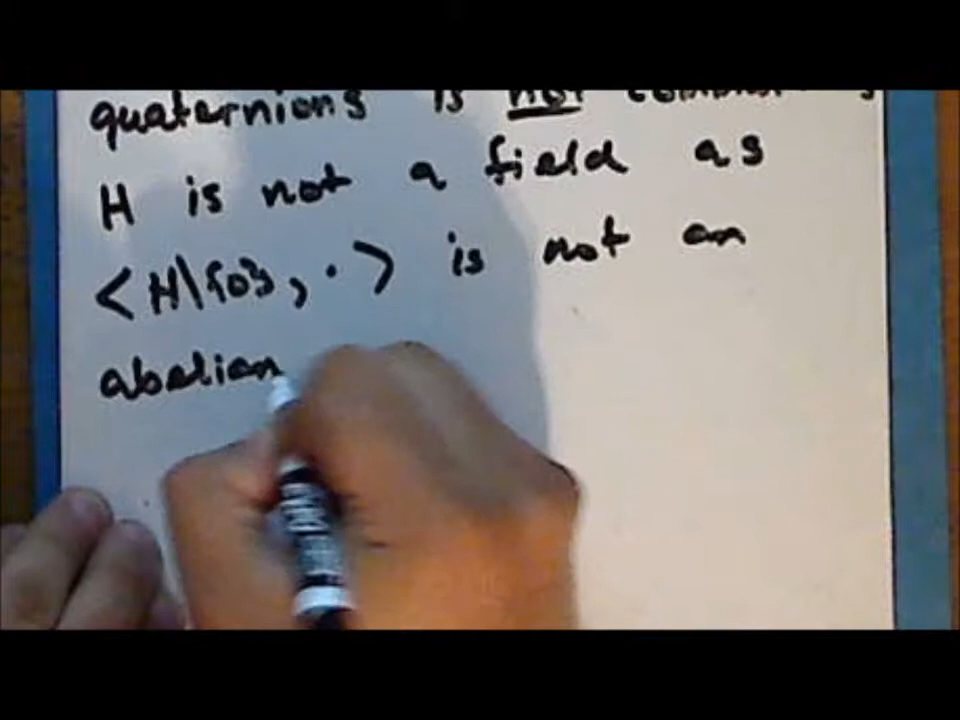 quaternions is not
H is not a field as
<H\{0}, · > is not an
abelian